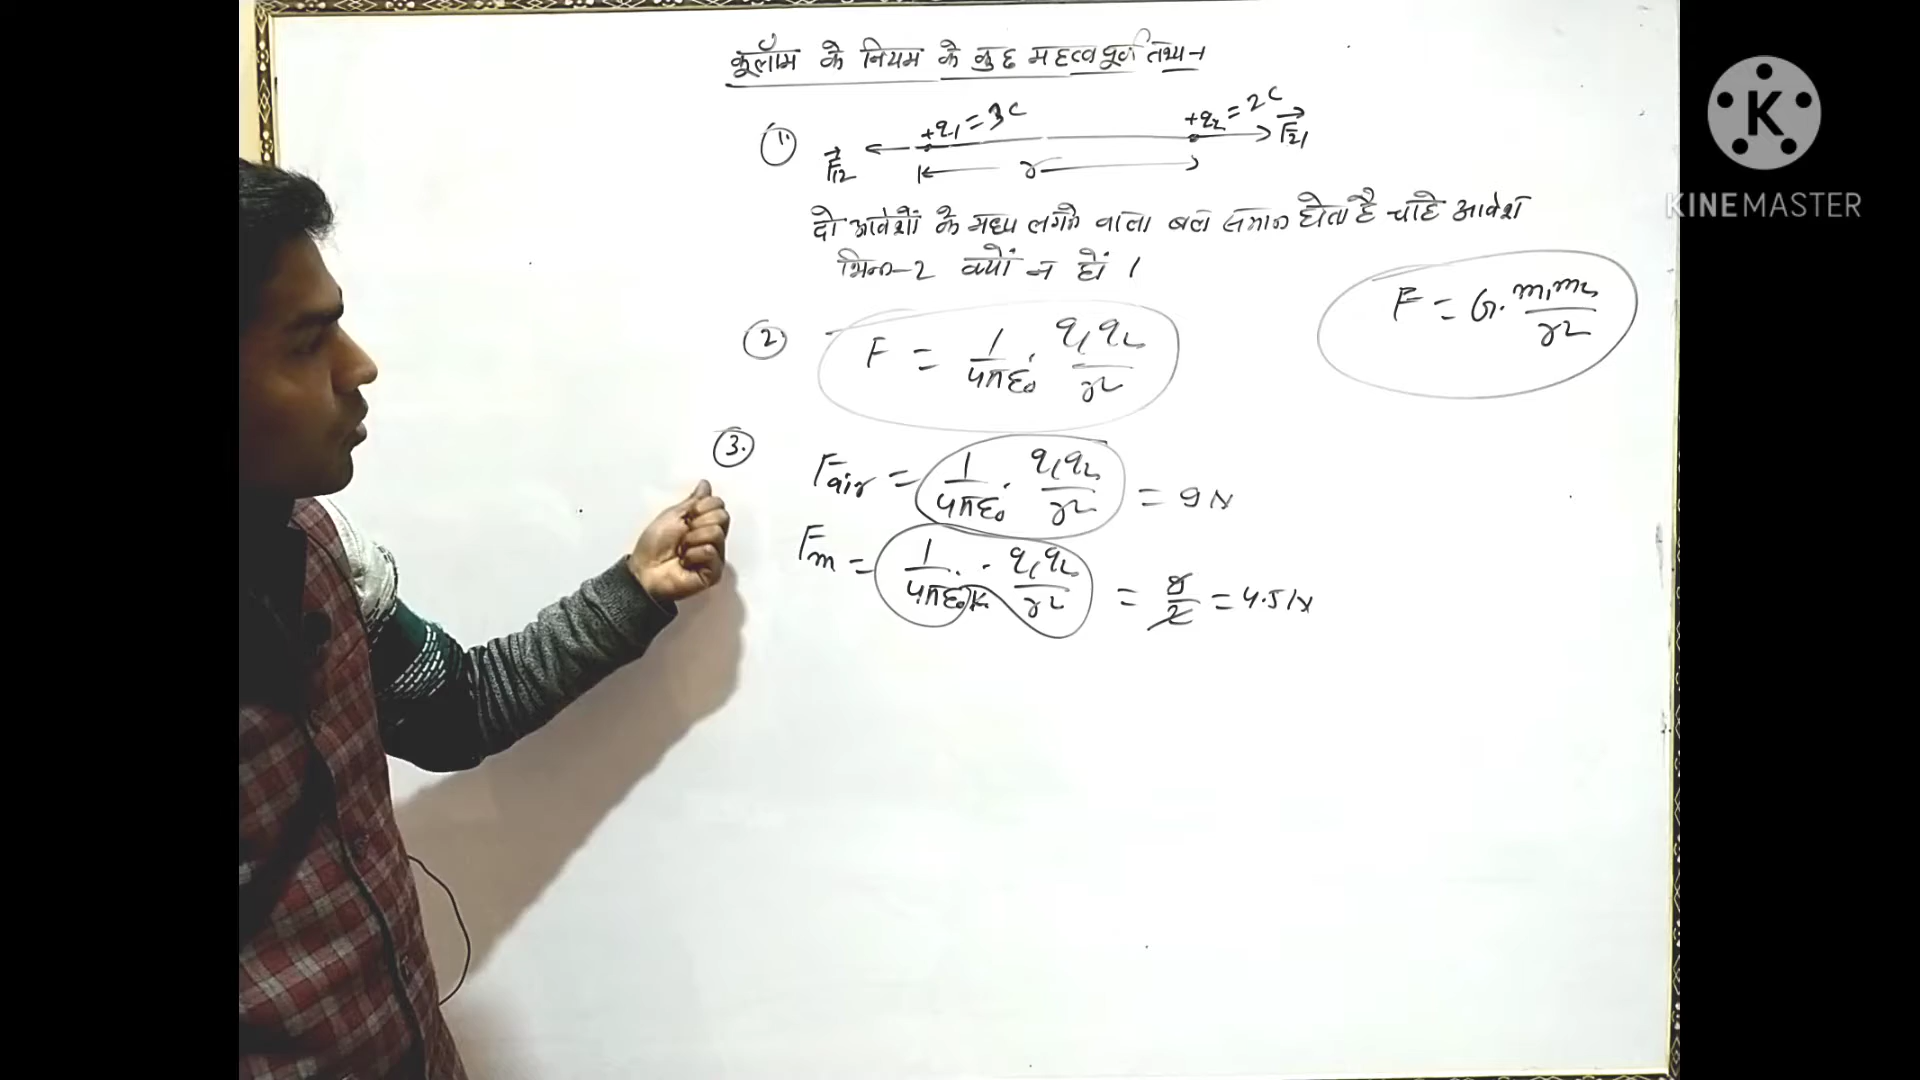 कूलॉम के नियम के कुछ महत्वपूर्ण तथ्य-
1. F12 +q1 = 3C r +q2 = 2C F21
दो आवेशों के मध्य लगने वाला बल समान होता है चाहे आवेश
भिन्न-2 क्यों न हों ।
2 F = 1/4πε0 . q1q2/r2
F = G. m1m2/r2
3. Fair = 1/4πε0 . q1q2/r2 = 9N
Fm = 1/4πε0K . q1q2/r2 = 9/2 = 4.5N
K
KINEMASTER